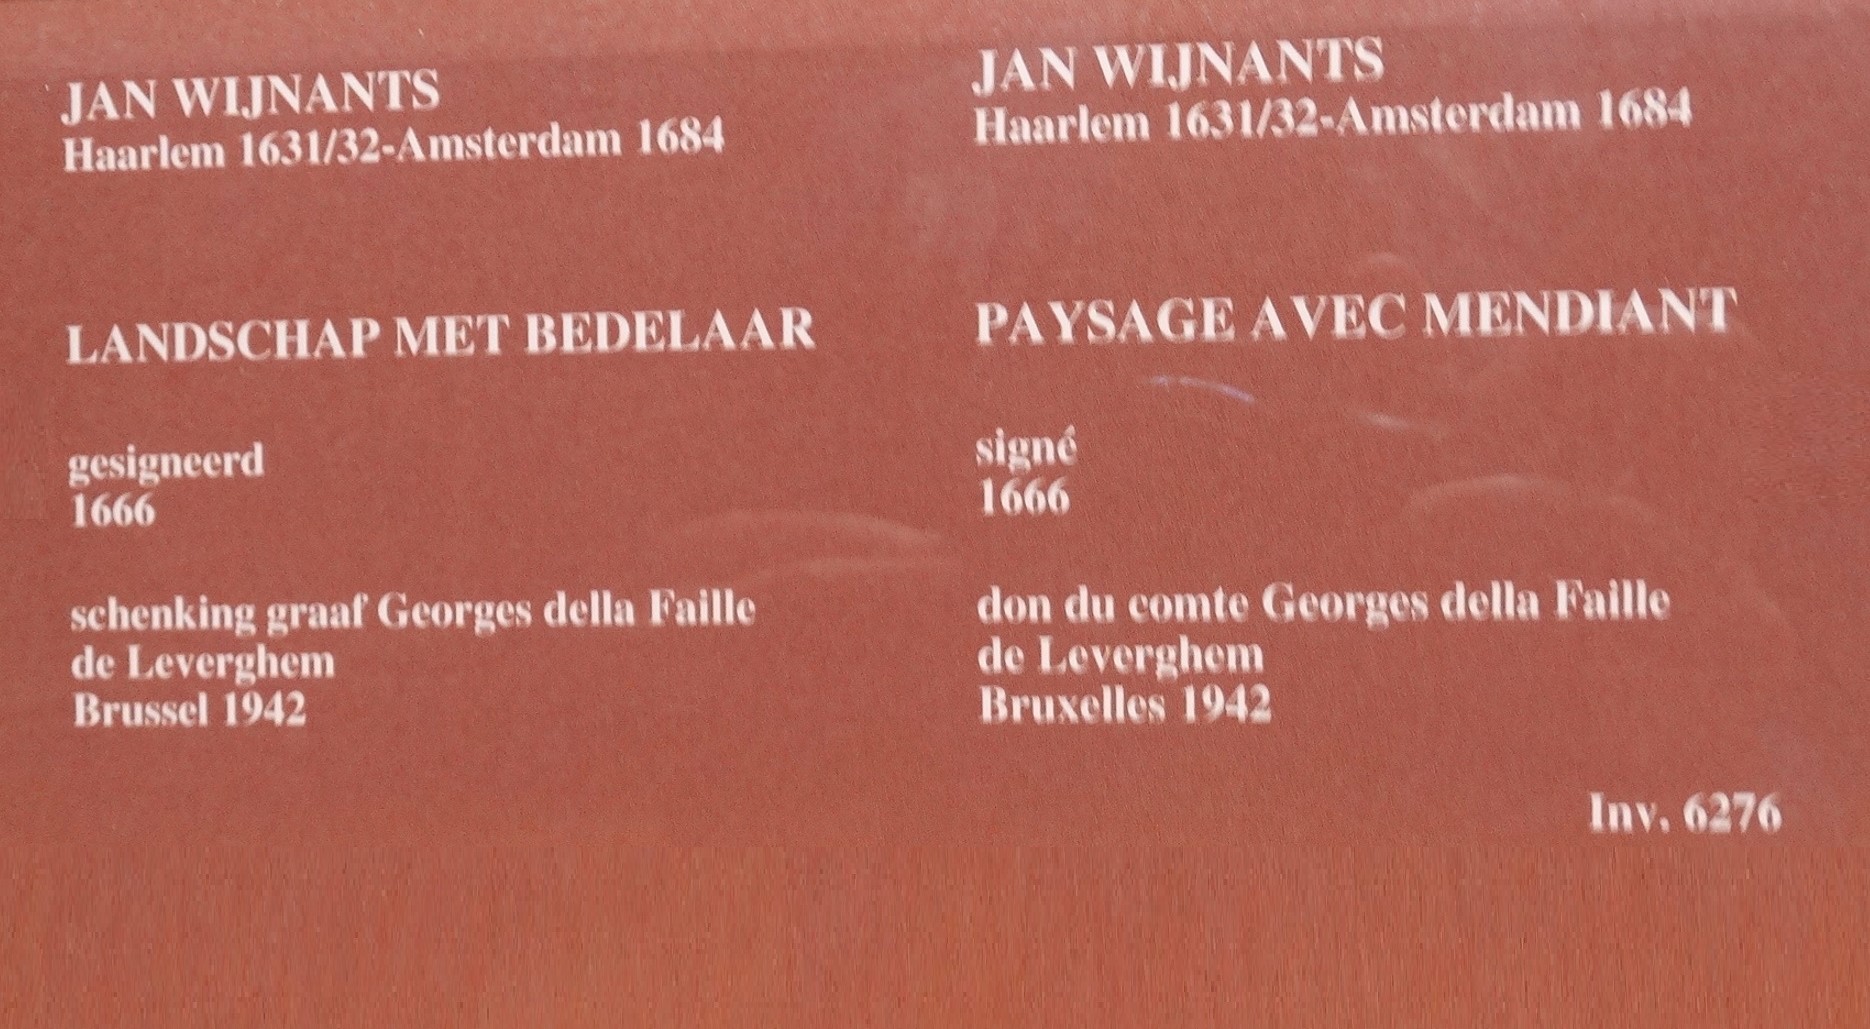 JAN WIJNANTS
Haarlem 1631/32-Amsterdam 1684
LANDSCHAP MET BEDELAAR
gesigneerd
1666
schenking graaf Georges della Faille
de Leverghem
Brussel 1942
JAN WIJNANTS
Haarlem 1631/32-Amsterdam 1684
PAYSAGE AVEC MENDIANT
signé
1666
don du comte Georges della Faille
de Leverghem
Bruxelles 1942
Inv. 6276